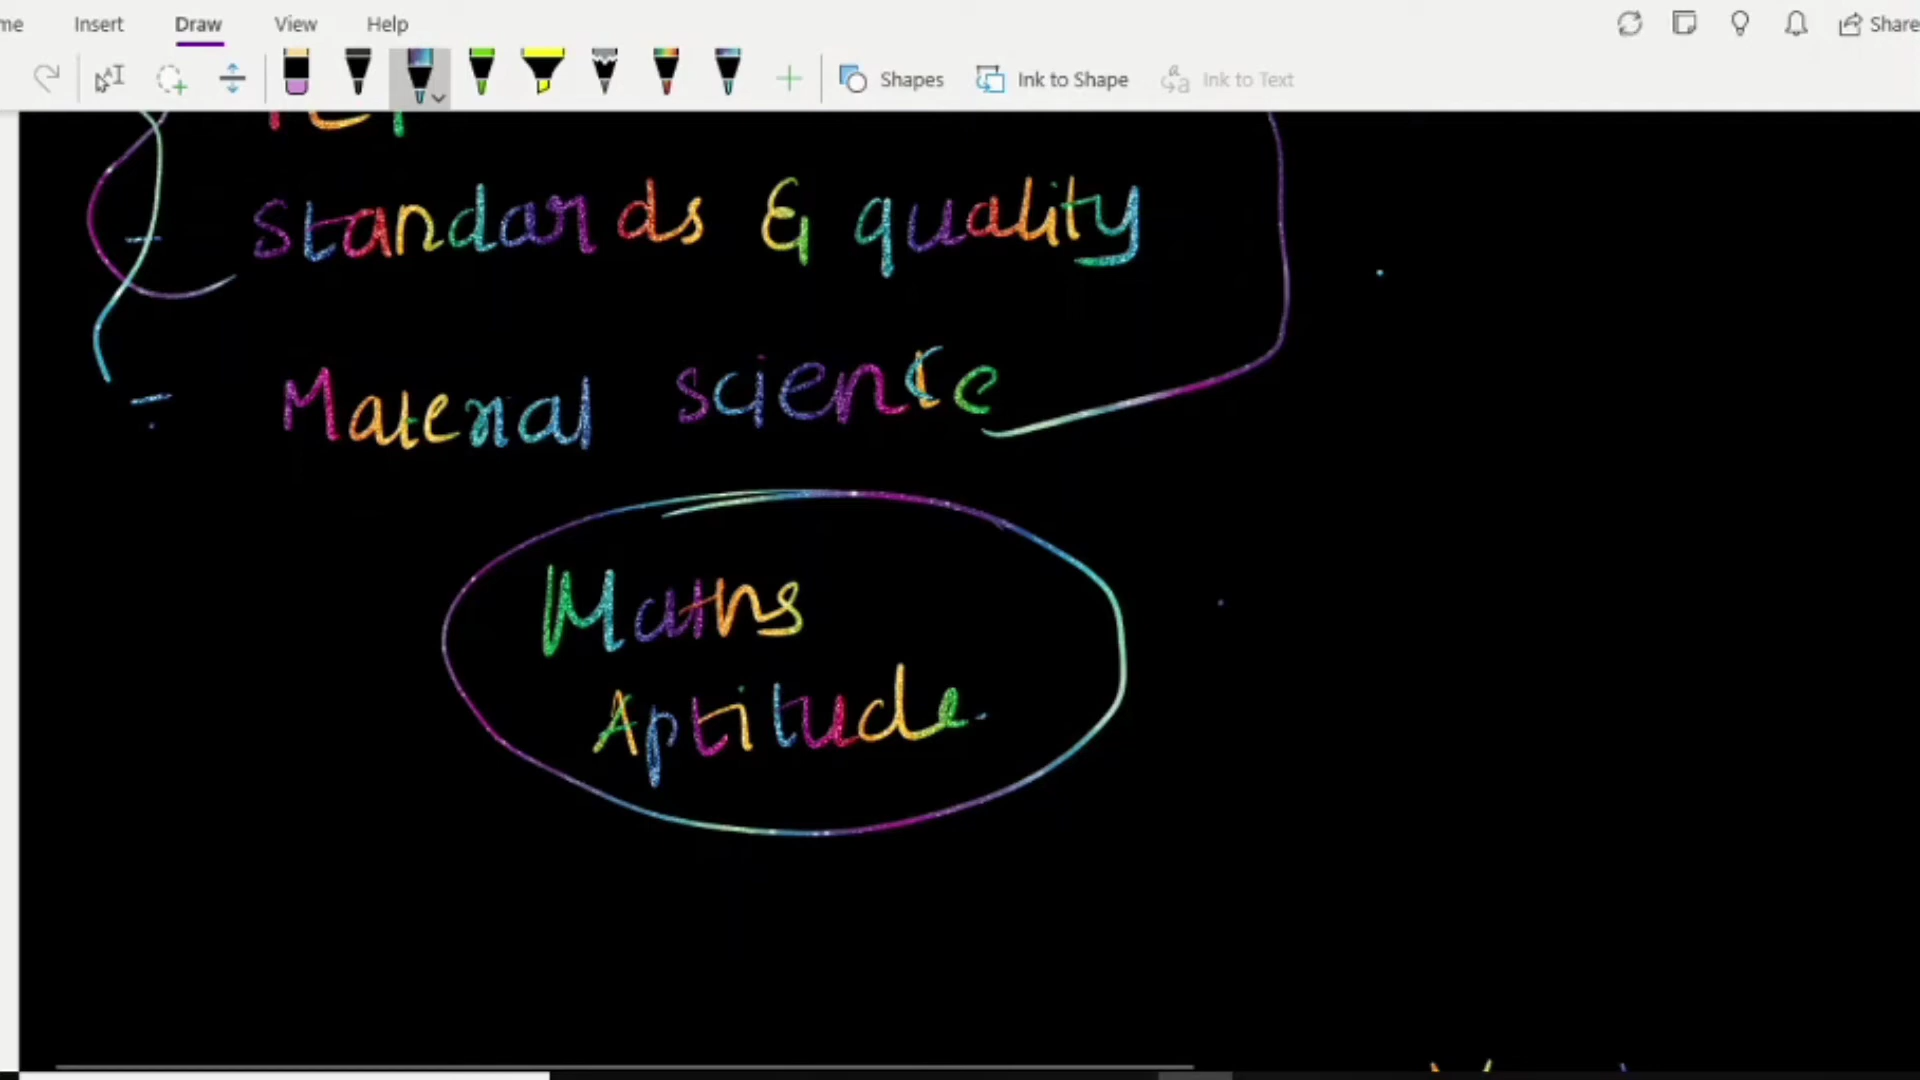 Insert Draw View Help Share
Shapes Ink to Shape Ink to Text
- standards & quality
- Material science
Maths
Aptitude.